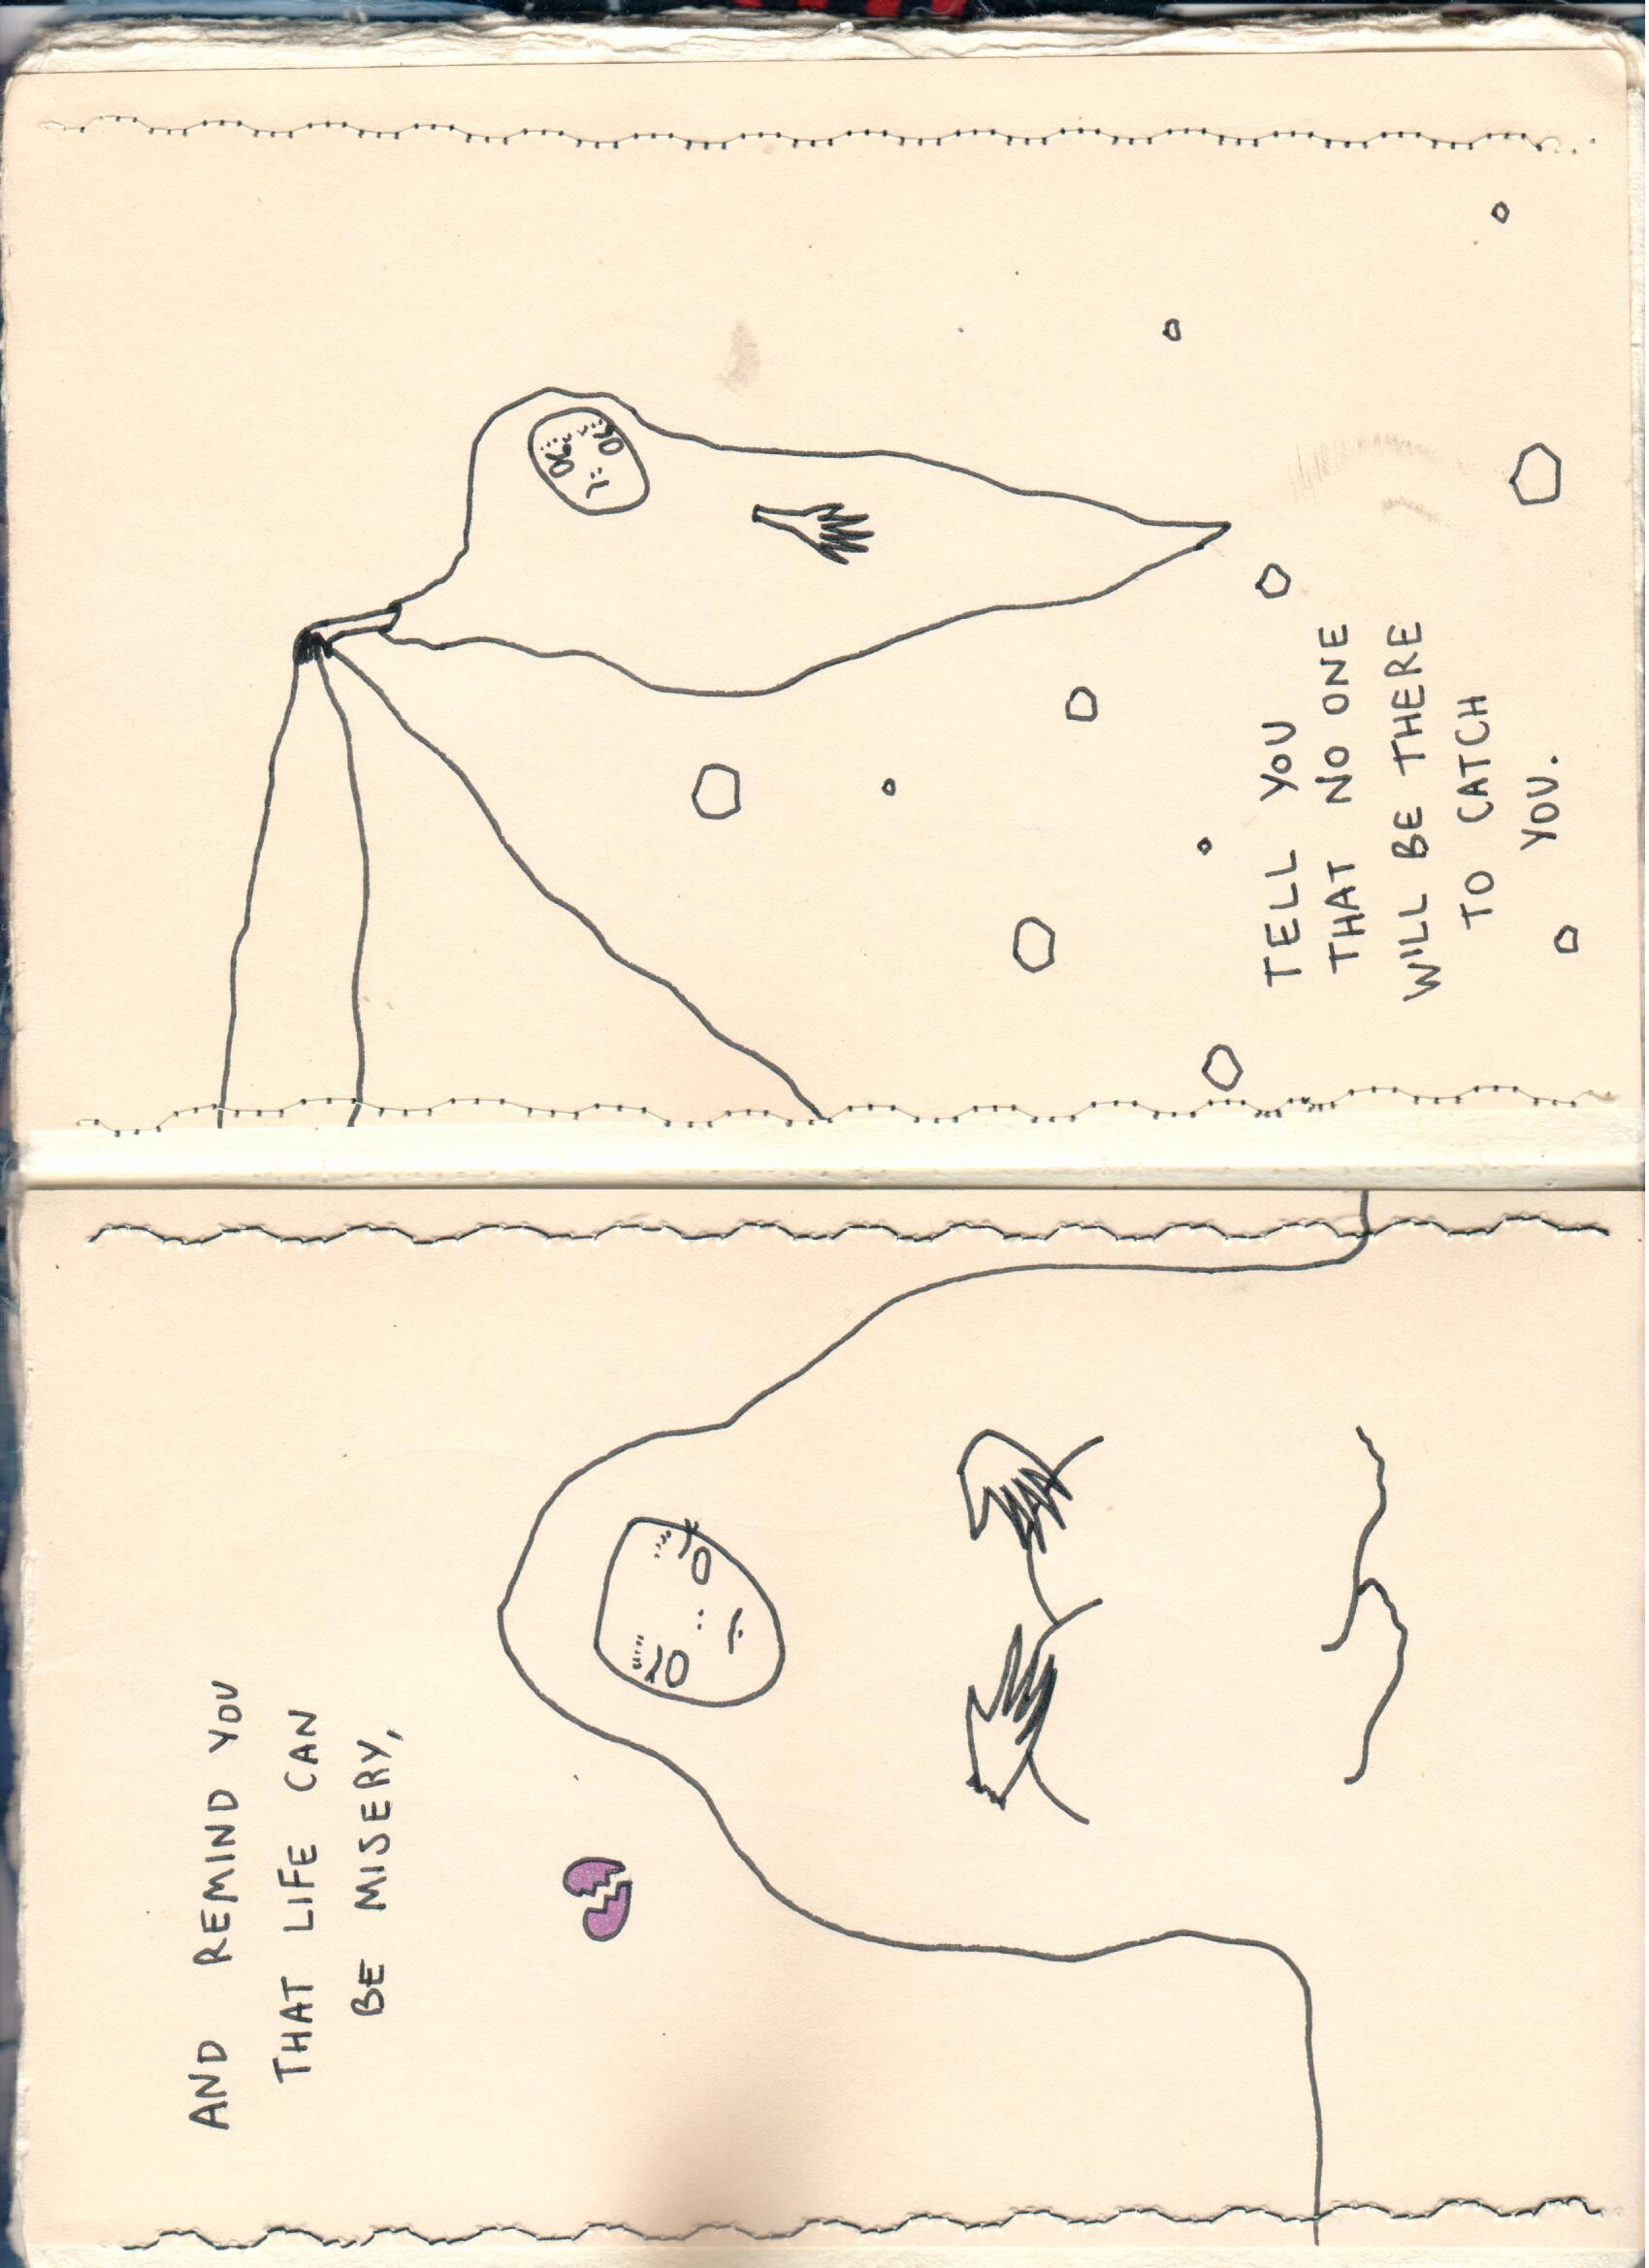 AND REMIND YOU
THAT LIFE CAN
BE MISERY,
TELL YOU
THAT NO ONE
WILL BE THERE
TO CATCH
YOU.